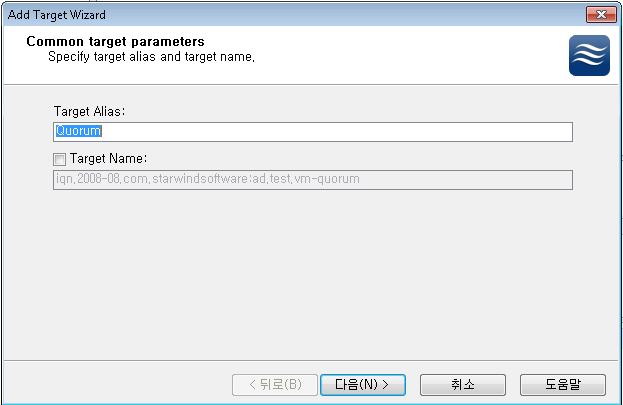 Add Target Wizard
Common target parameters
Specify target alias and target name.
Target Alias:
Quorum
Target Name:
iqn.2008-08.com.starwindsoftware:ad.test.vm-quorum
< 뒤로(B)
다음(N) >
취소
도움말